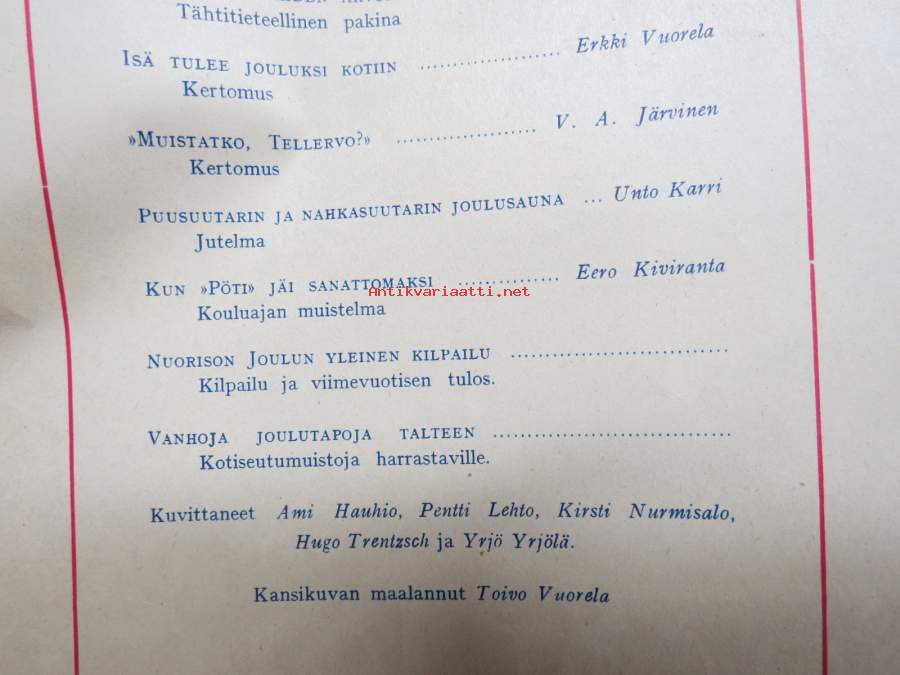 Tähtitieteellinen pakina
Isä tulee jouluksi kotiin ..................... Erkki Vuorela
Kertomus
»Muistatko, Tellervo?» ..................... V. A. Järvinen
Kertomus
Puusuutarin ja nahkasuutarin joulusauna ... Unto Karri
Jutelma
Kun »Pöti» jäi sanattomaksi ............... Eero Kiviranta
Antikvariaatti.net
Kouluajan muistelma
Nuorison Joulun yleinen kilpailu ................................
Kilpailu ja viimevuotisen tulos.
Vanhoja joulutapoja talteen ...................................
Kotiseutumuistoja harrastaville.
Kuvittaneet Ami Hauhio, Pentti Lehto, Kirsti Nurmisalo,
Hugo Trentzsch ja Yrjö Yrjölä.
Kansikuvan maalannut Toivo Vuorela